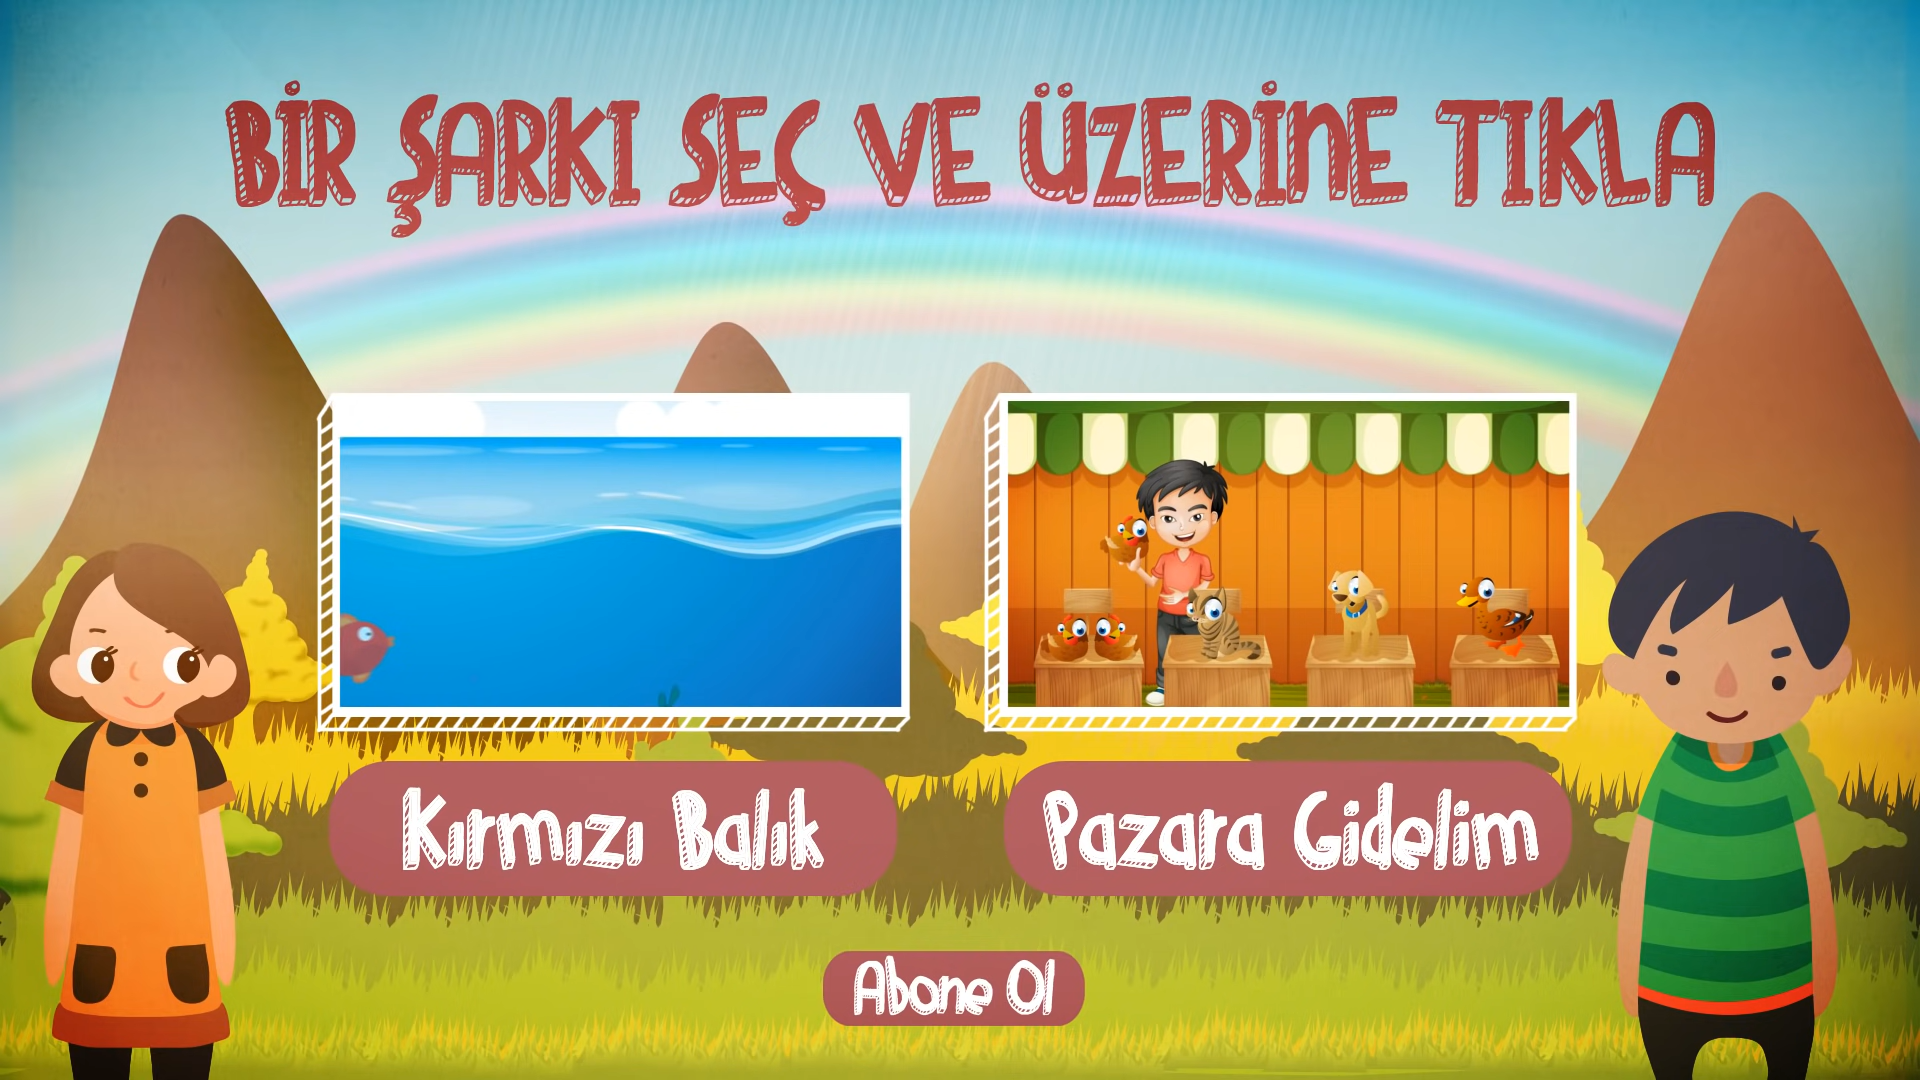 BİR ŞARKI SEÇ VE ÜZERİNE TIKLA
Kırmızı Balık
Pazara Gidelim
Abone Ol